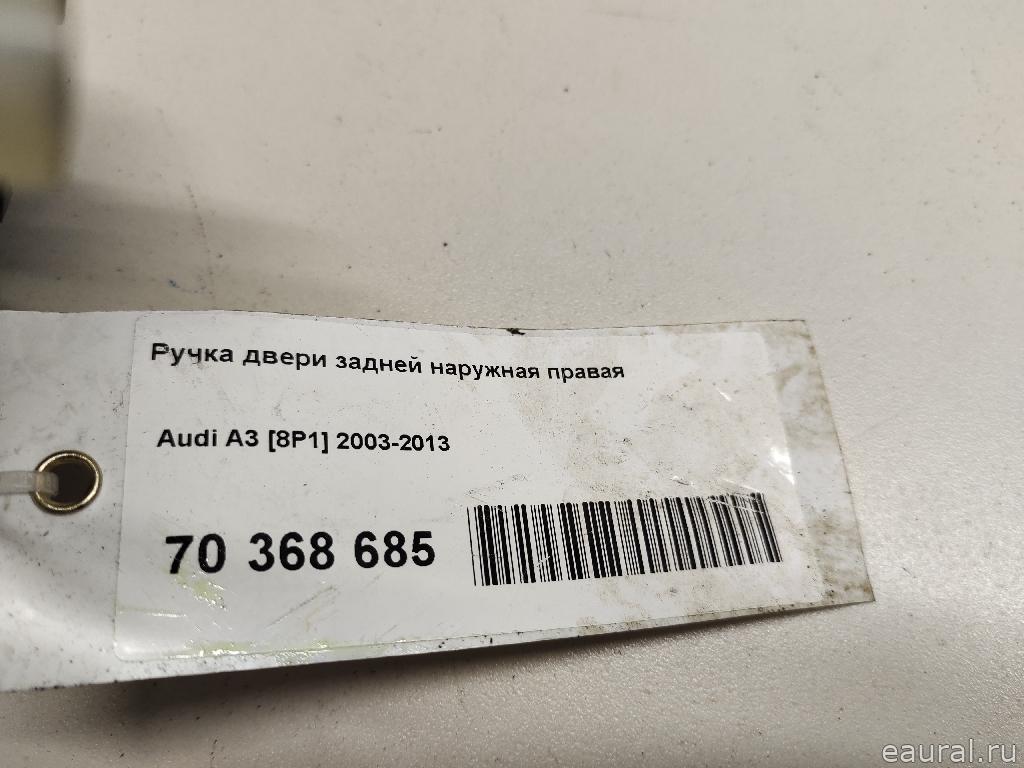 Ручка двери задней наружная правая
Audi A3 [8P1] 2003-2013
70 368 685
eaural.ru